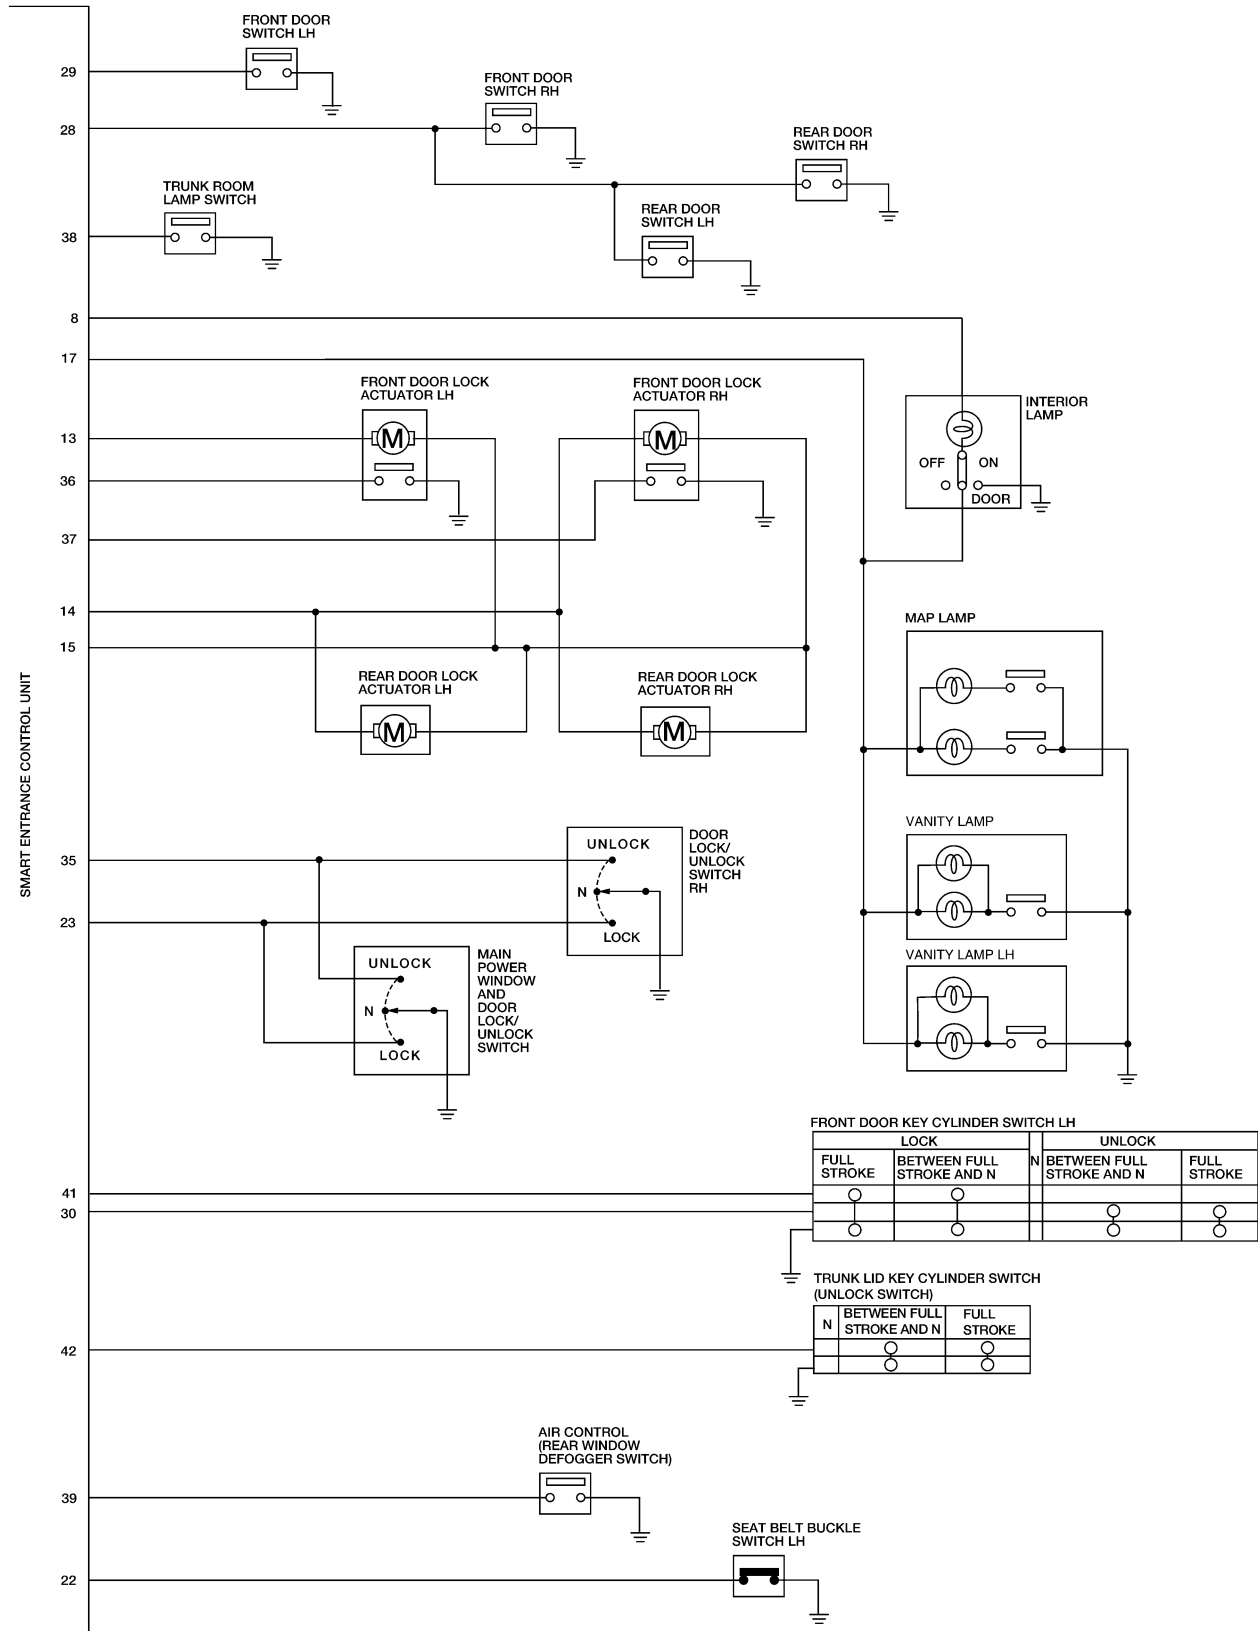 FRONT DOOR
SWITCH LH
29
FRONT DOOR
SWITCH RH
28
REAR DOOR
SWITCH RH
TRUNK ROOM
LAMP SWITCH
REAR DOOR
SWITCH LH
38
8
17
FRONT DOOR LOCK
ACTUATOR LH
FRONT DOOR LOCK
ACTUATOR RH
INTERIOR
LAMP
13
M
M
OFF
ON
36
DOOR
37
14
MAP LAMP
15
REAR DOOR LOCK
ACTUATOR LH
REAR DOOR LOCK
ACTUATOR RH
M
M
SMART ENTRANCE CONTROL UNIT
VANITY LAMP
DOOR
LOCK/
UNLOCK
SWITCH
RH
UNLOCK
35
N
23
LOCK
VANITY LAMP LH
MAIN
POWER
WINDOW
AND
DOOR
LOCK/
UNLOCK
SWITCH
UNLOCK
N
LOCK
FRONT DOOR KEY CYLINDER SWITCH LH
LOCK
UNLOCK
FULL
STROKE
BETWEEN FULL
STROKE AND N
N
BETWEEN FULL
STROKE AND N
FULL
STROKE
41
30
TRUNK LID KEY CYLINDER SWITCH
(UNLOCK SWITCH)
N
BETWEEN FULL
STROKE AND N
FULL
STROKE
42
AIR CONTROL
(REAR WINDOW
DEFOGGER SWITCH)
39
SEAT BELT BUCKLE
SWITCH LH
22